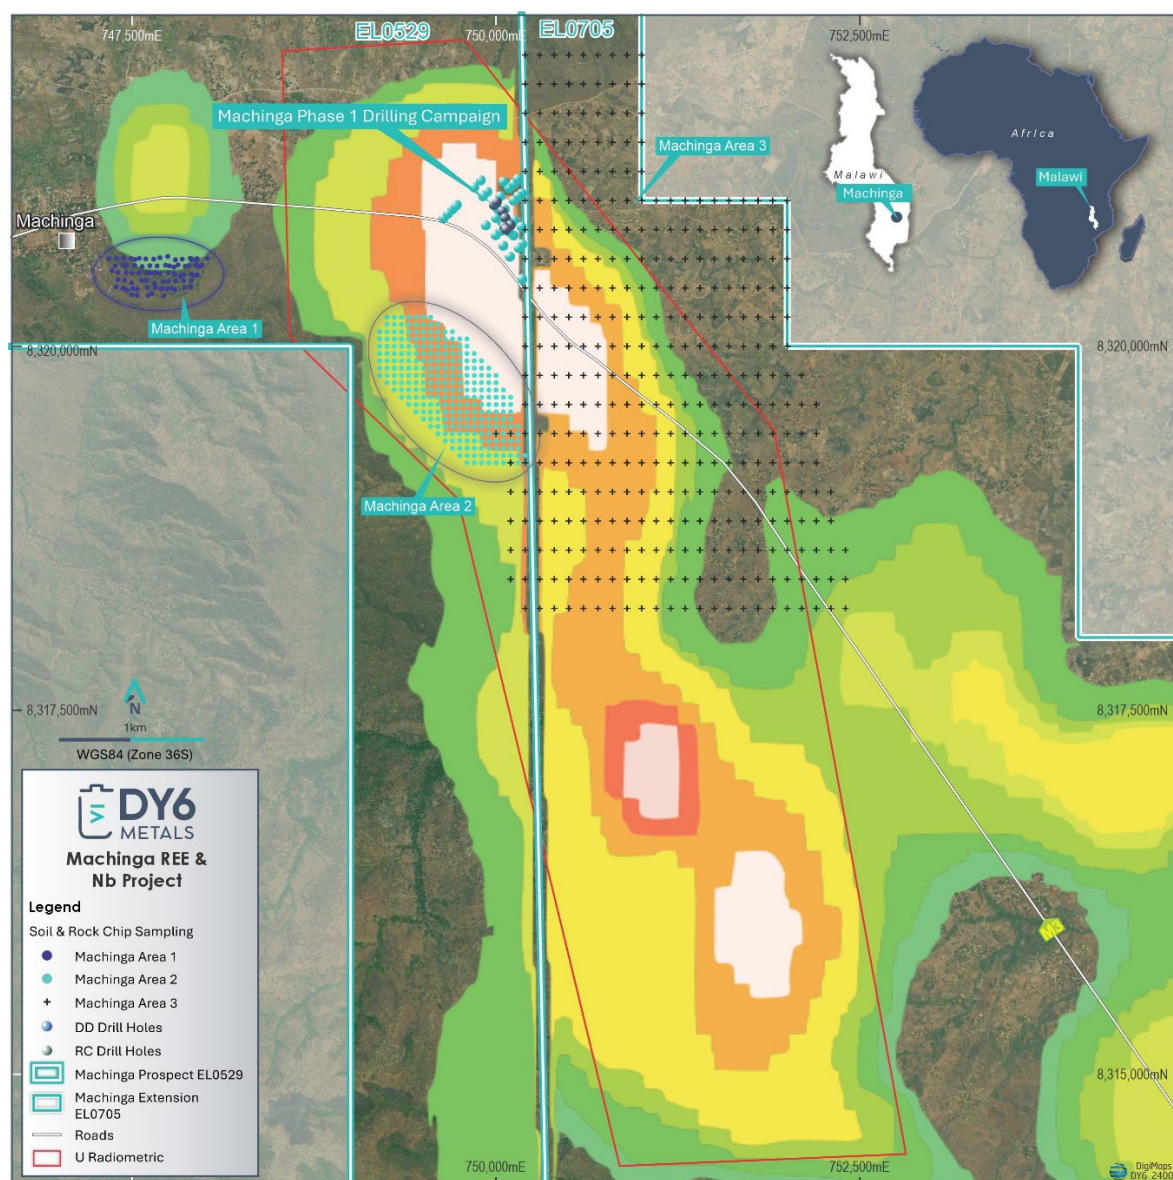 EL0529
EL0705
747,500mE
750,000mE
752,500mE
Machinga Phase 1 Drilling Campaign
Machinga Area 3
Africa
Malawi
Machinga
Malawi
Machinga
Machinga Area 1
8,320,000mN
8,320,000mN
Machinga Area 2
8,317,500mN
8,317,500mN
N
1km
WGS84 (Zone 36S)
DY6
METALS
Machinga REE &
Nb Project
Legend
Soil & Rock Chip Sampling
Machinga Area 1
Machinga Area 2
Machinga Area 3
DD Drill Holes
RC Drill Holes
Machinga Prospect EL0529
Machinga Extension
EL0705
Roads
U Radiometric
M3
8,315,000mN
750,000mE
752,500mE
DigiMaps
DY6_2400